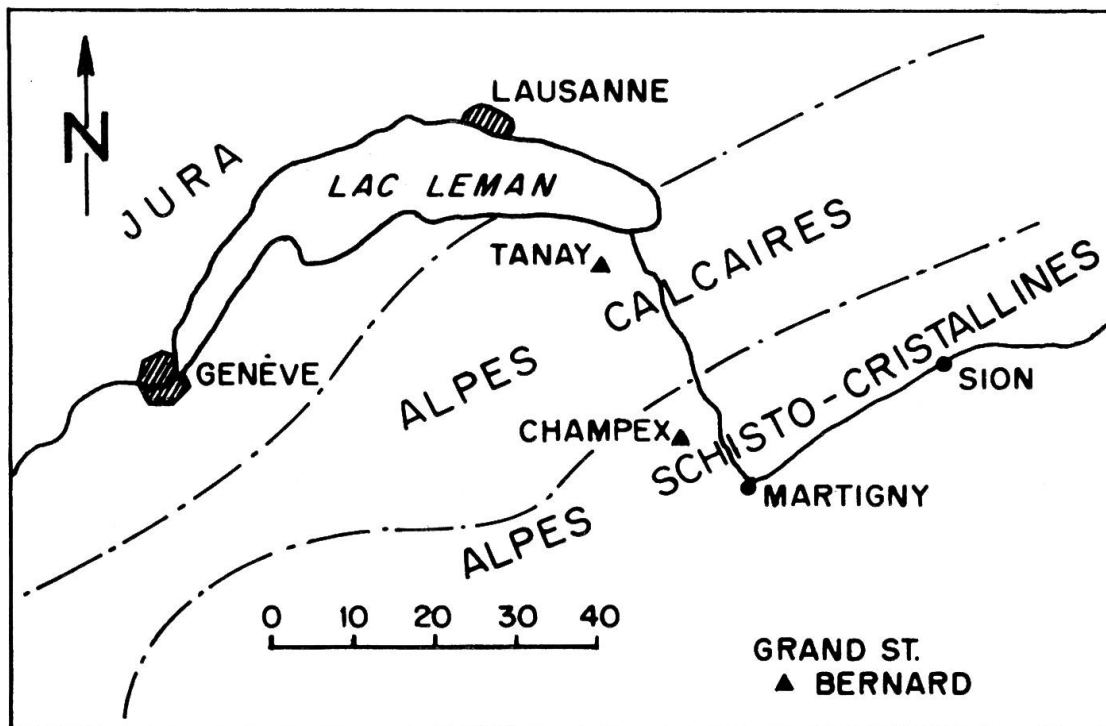 N
LAUSANNE
JURA
LAC LEMAN
TANAY
CALCAIRES
GENÈVE
ALPES
SION
CHAMPEX
SCHISTO-CRISTALLINES
MARTIGNY
ALPES
0 10 20 30 40
GRAND ST.
BERNARD